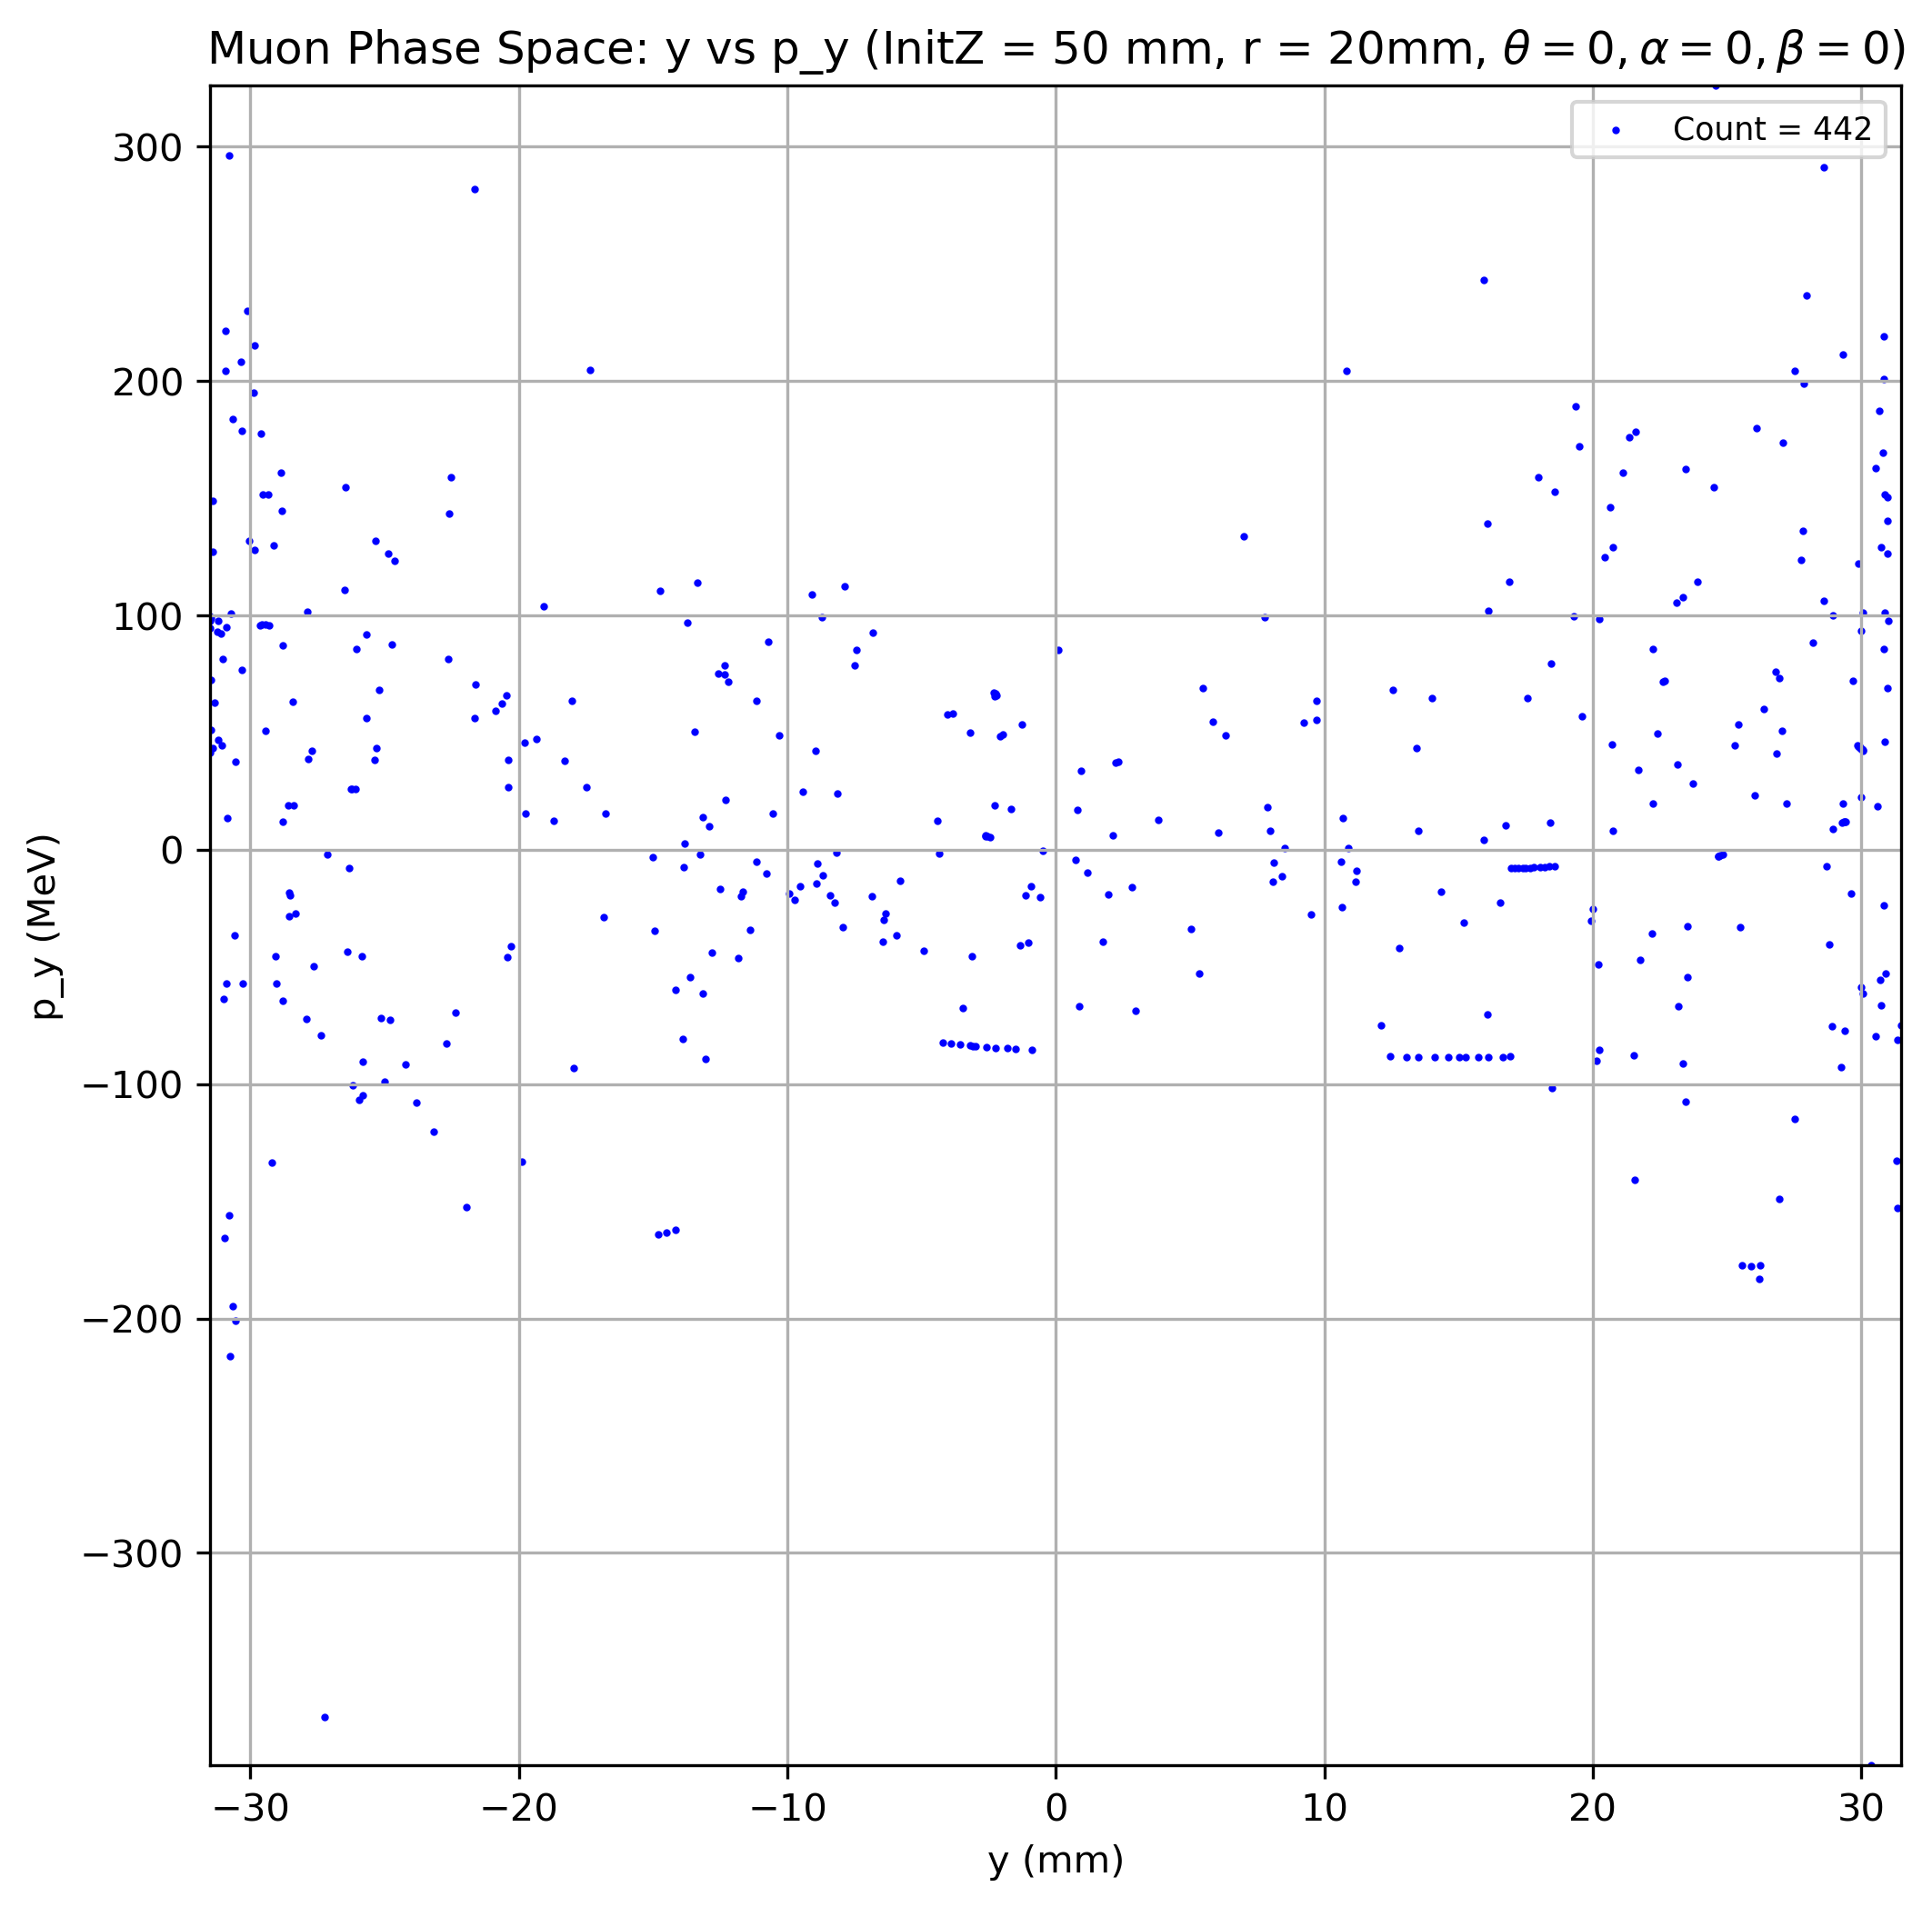 Muon Phase Space: y vs p_y (InitZ = 50 mm, r = 20mm, θ = 0, α = 0, β = 0)
Count = 442
300
200
100
0
−100
−200
−300
p_y (MeV)
−30 −20 −10 0 10 20 30
y (mm)